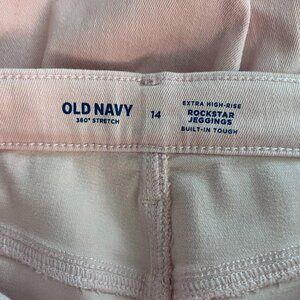 OLD NAVY
360° STRETCH
14
EXTRA HIGH-RISE
ROCKSTAR
JEGGINGS
BUILT-IN TOUGH